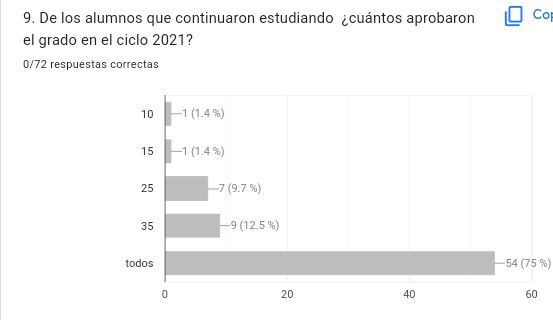 9. De los alumnos que continuaron estudiando ¿cuántos aprobaron
el grado en el ciclo 2021?
0/72 respuestas correctas
10
1 (1.4 %)
15
1 (1.4 %)
25
7 (9.7 %)
35
9 (12.5 %)
todos
54 (75 %)
0
20
40
60